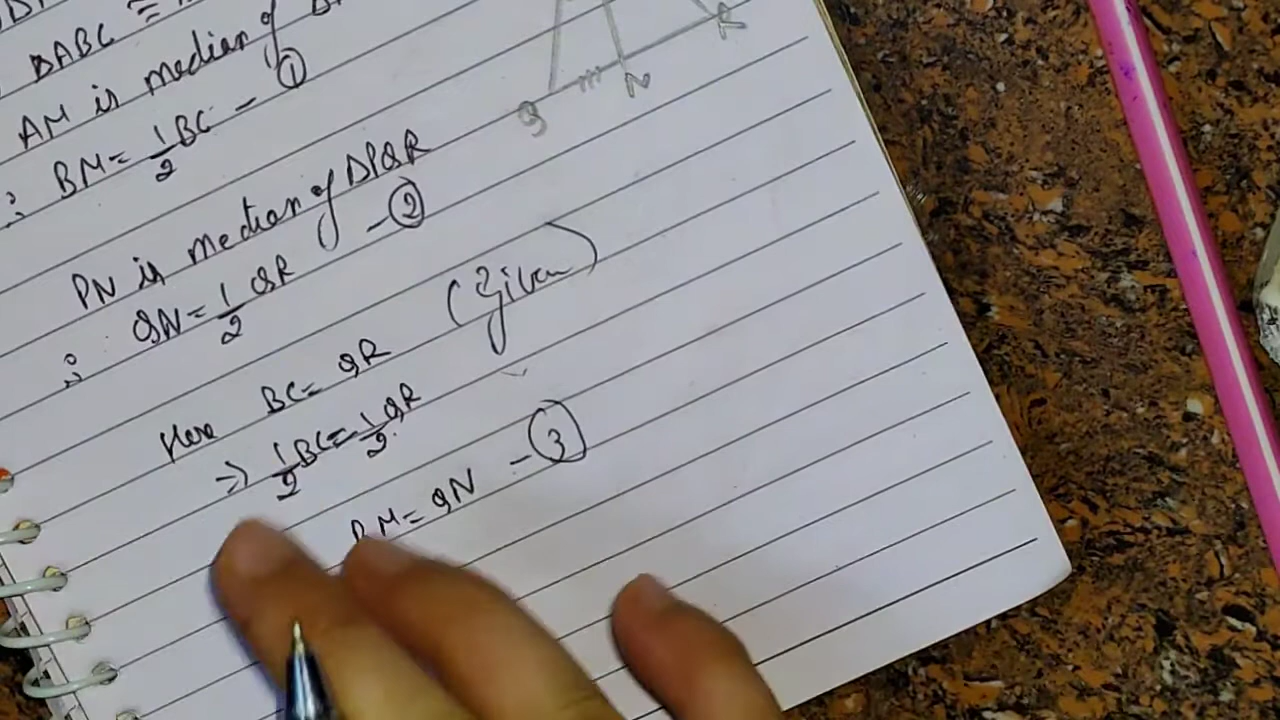 ΔABC ≅
AM is median of
∴ BM = 1/2 BC - ①
PN is median of ΔPQR
∴ QN = 1/2 QR - ②
Here BC = QR (Given)
⇒ 1/2 BC = 1/2 QR
BM = QN - ③
Q
N
R